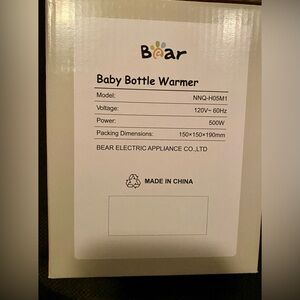 Bear
Baby Bottle Warmer
Model: NNQ-H05M1
Voltage: 120V~ 60Hz
Power: 500W
Packing Dimensions: 150×150×190mm
BEAR ELECTRIC APPLIANCE CO.,LTD
MADE IN CHINA